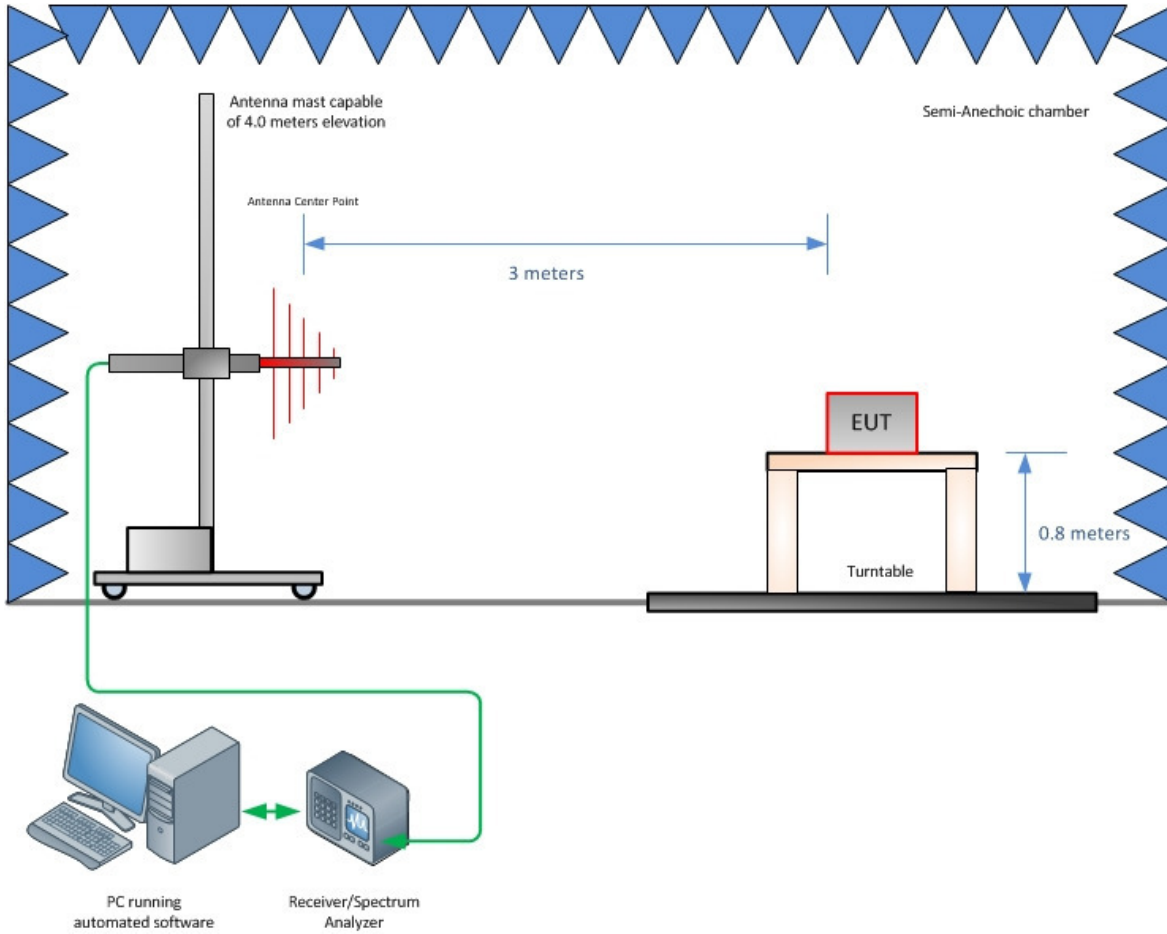 Antenna mast capable
of 4.0 meters elevation
Semi-Anechoic chamber
Antenna Center Point
3 meters
EUT
0.8 meters
Turntable
PC running
automated software
Receiver/Spectrum
Analyzer